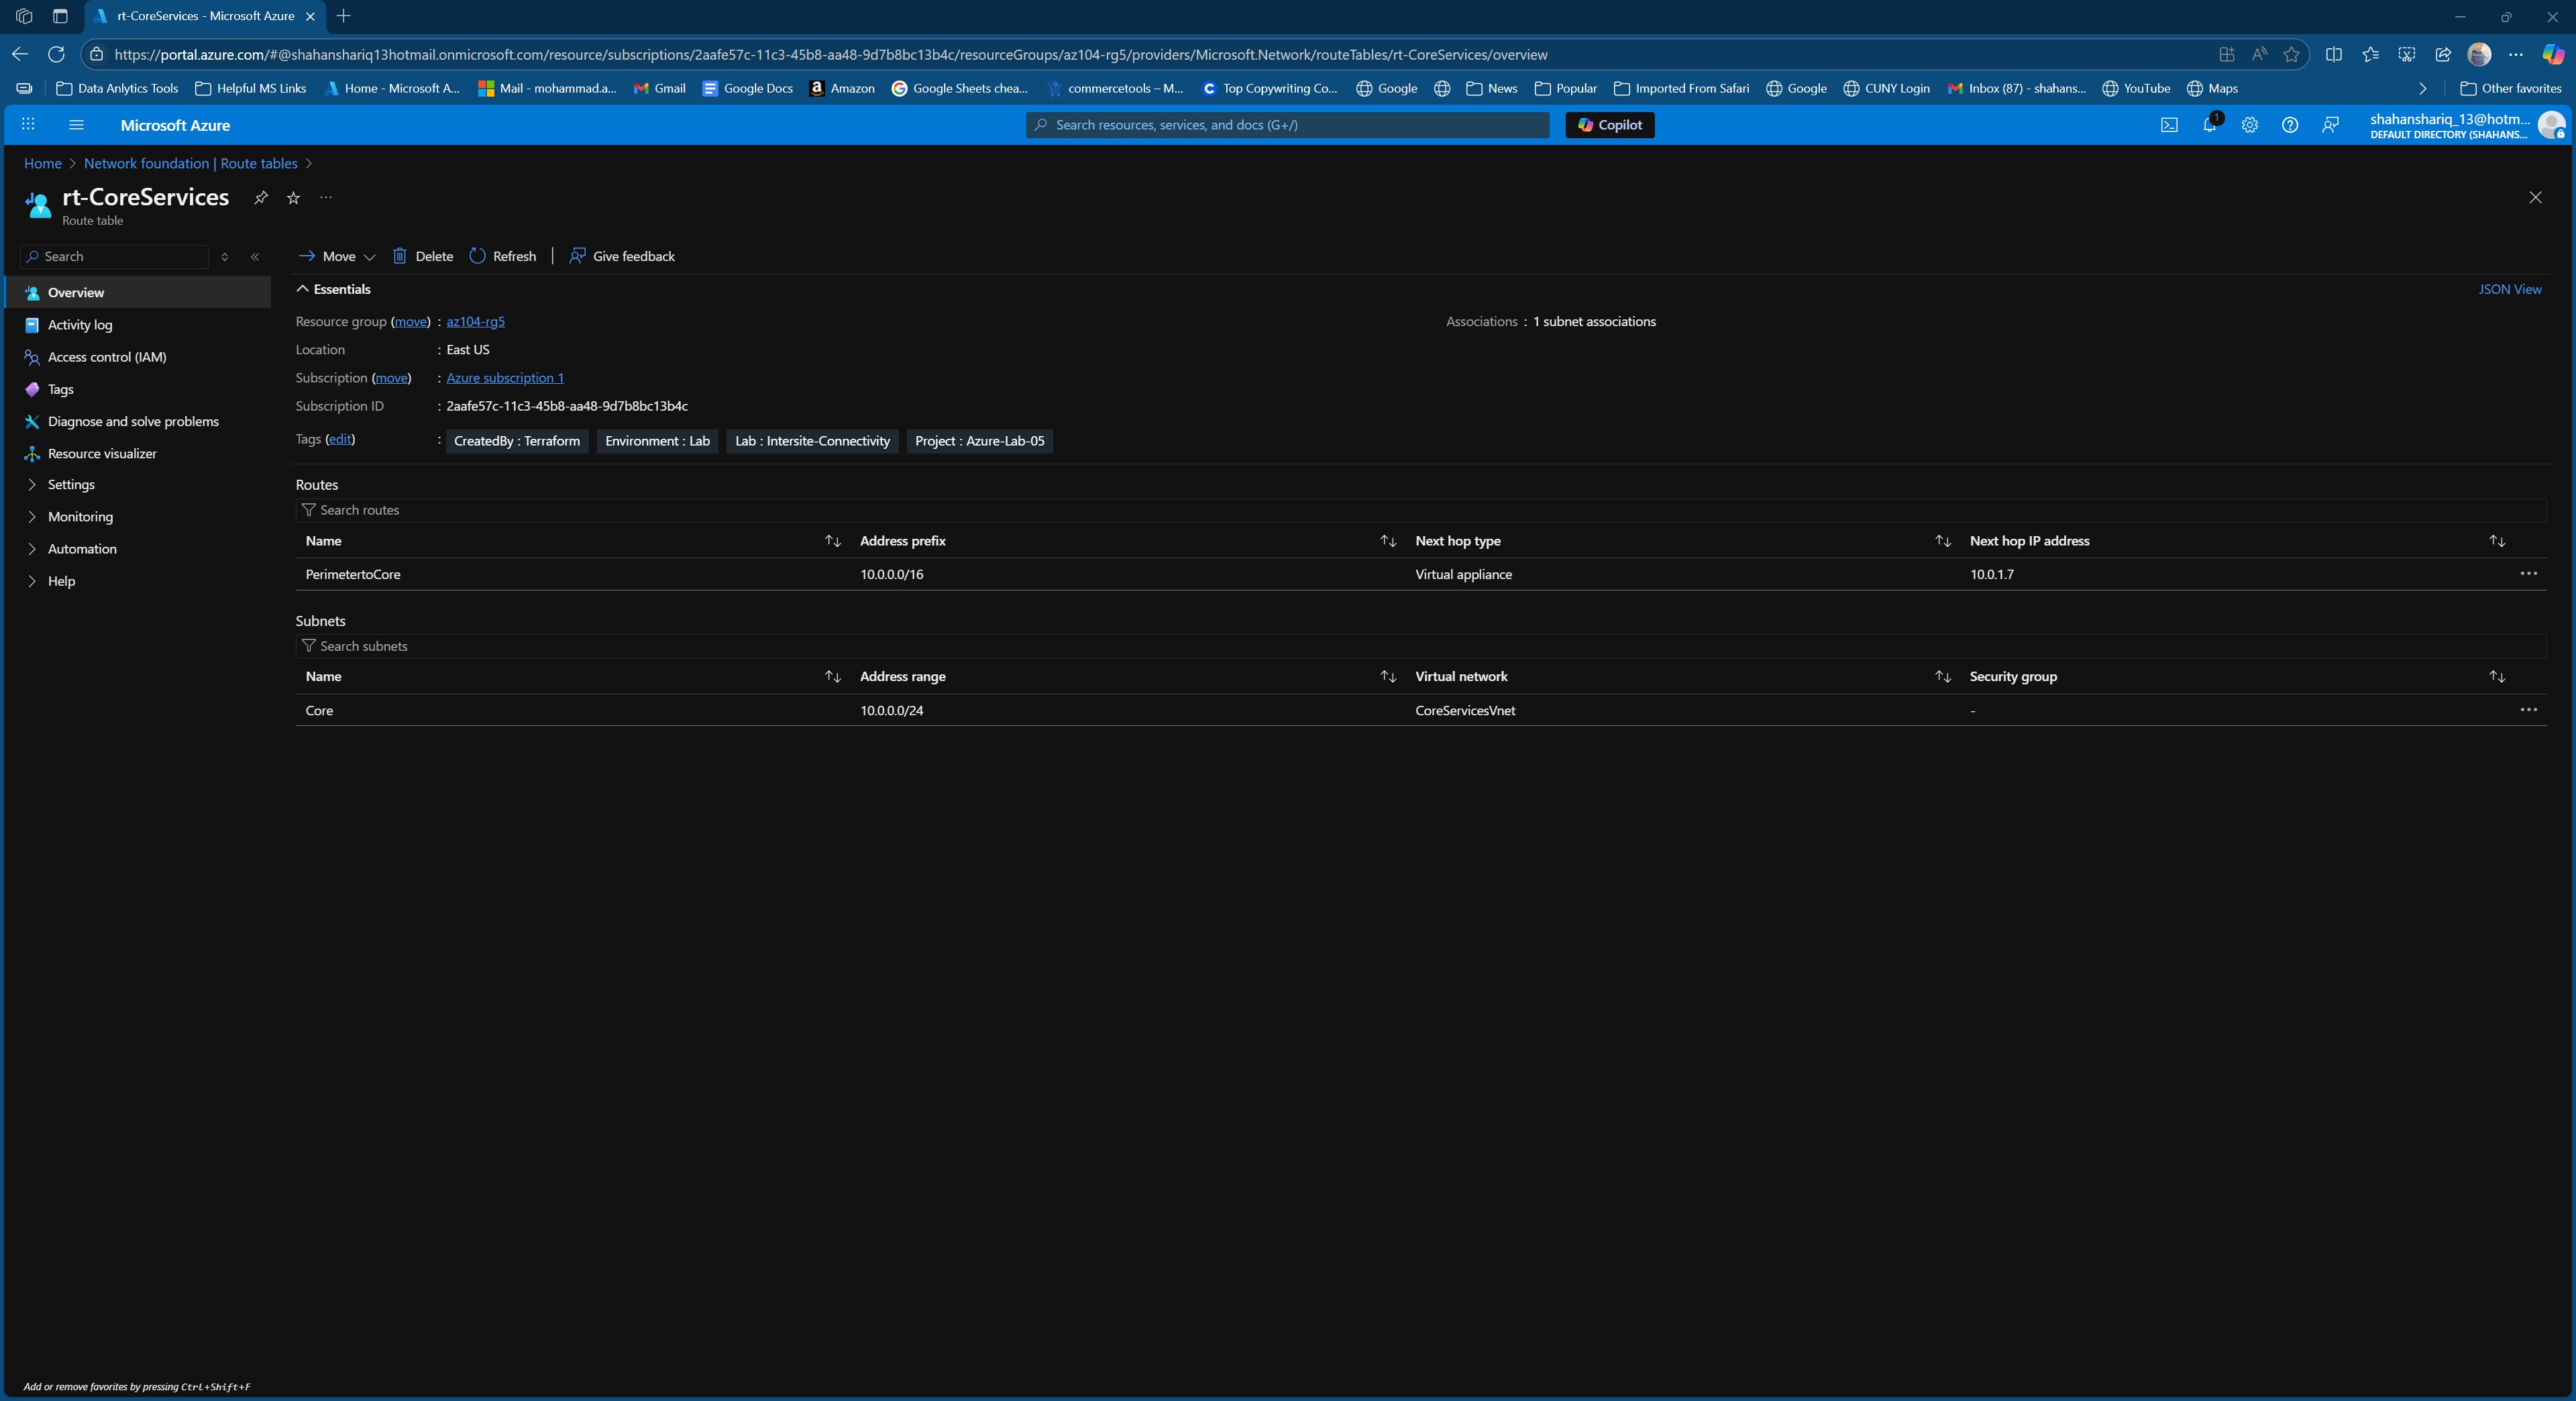 rt-CoreServices - Microsoft Azure
https://portal.azure.com/#@shahanshariq13hotmail.onmicrosoft.com/resource/subscriptions/2aafe57c-11c3-45b8-aa48-9d7b8bc13b4c/resourceGroups/az104-rg5/providers/Microsoft.Network/routeTables/rt-CoreServices/overview
Data Anlytics Tools Helpful MS Links Home - Microsoft A... Mail - mohammad.a... Gmail Google Docs Amazon Google Sheets chea... commercetools – M... Top Copywriting Co... Google News Popular Imported From Safari Google CUNY Login Inbox (87) - shahans... YouTube Maps Other favorites
Microsoft Azure Search resources, services, and docs (G+/) Copilot 1 shahanshariq_13@hotm...
DEFAULT DIRECTORY (SHAHANS...
Home > Network foundation | Route tables >
rt-CoreServices ...
Route table
Search
Move Delete Refresh | Give feedback
Overview
Activity log
Access control (IAM)
Tags
Diagnose and solve problems
Resource visualizer
Settings
Monitoring
Automation
Help
Essentials JSON View
Resource group (move) : az104-rg5 Associations : 1 subnet associations
Location : East US
Subscription (move) : Azure subscription 1
Subscription ID : 2aafe57c-11c3-45b8-aa48-9d7b8bc13b4c
Tags (edit) : CreatedBy : Terraform Environment : Lab Lab : Intersite-Connectivity Project : Azure-Lab-05
Routes
Search routes
Name Address prefix Next hop type Next hop IP address
PerimetertoCore 10.0.0.0/16 Virtual appliance 10.0.1.7
Subnets
Search subnets
Name Address range Virtual network Security group
Core 10.0.0.0/24 CoreServicesVnet -
Add or remove favorites by pressing Ctrl+Shift+F